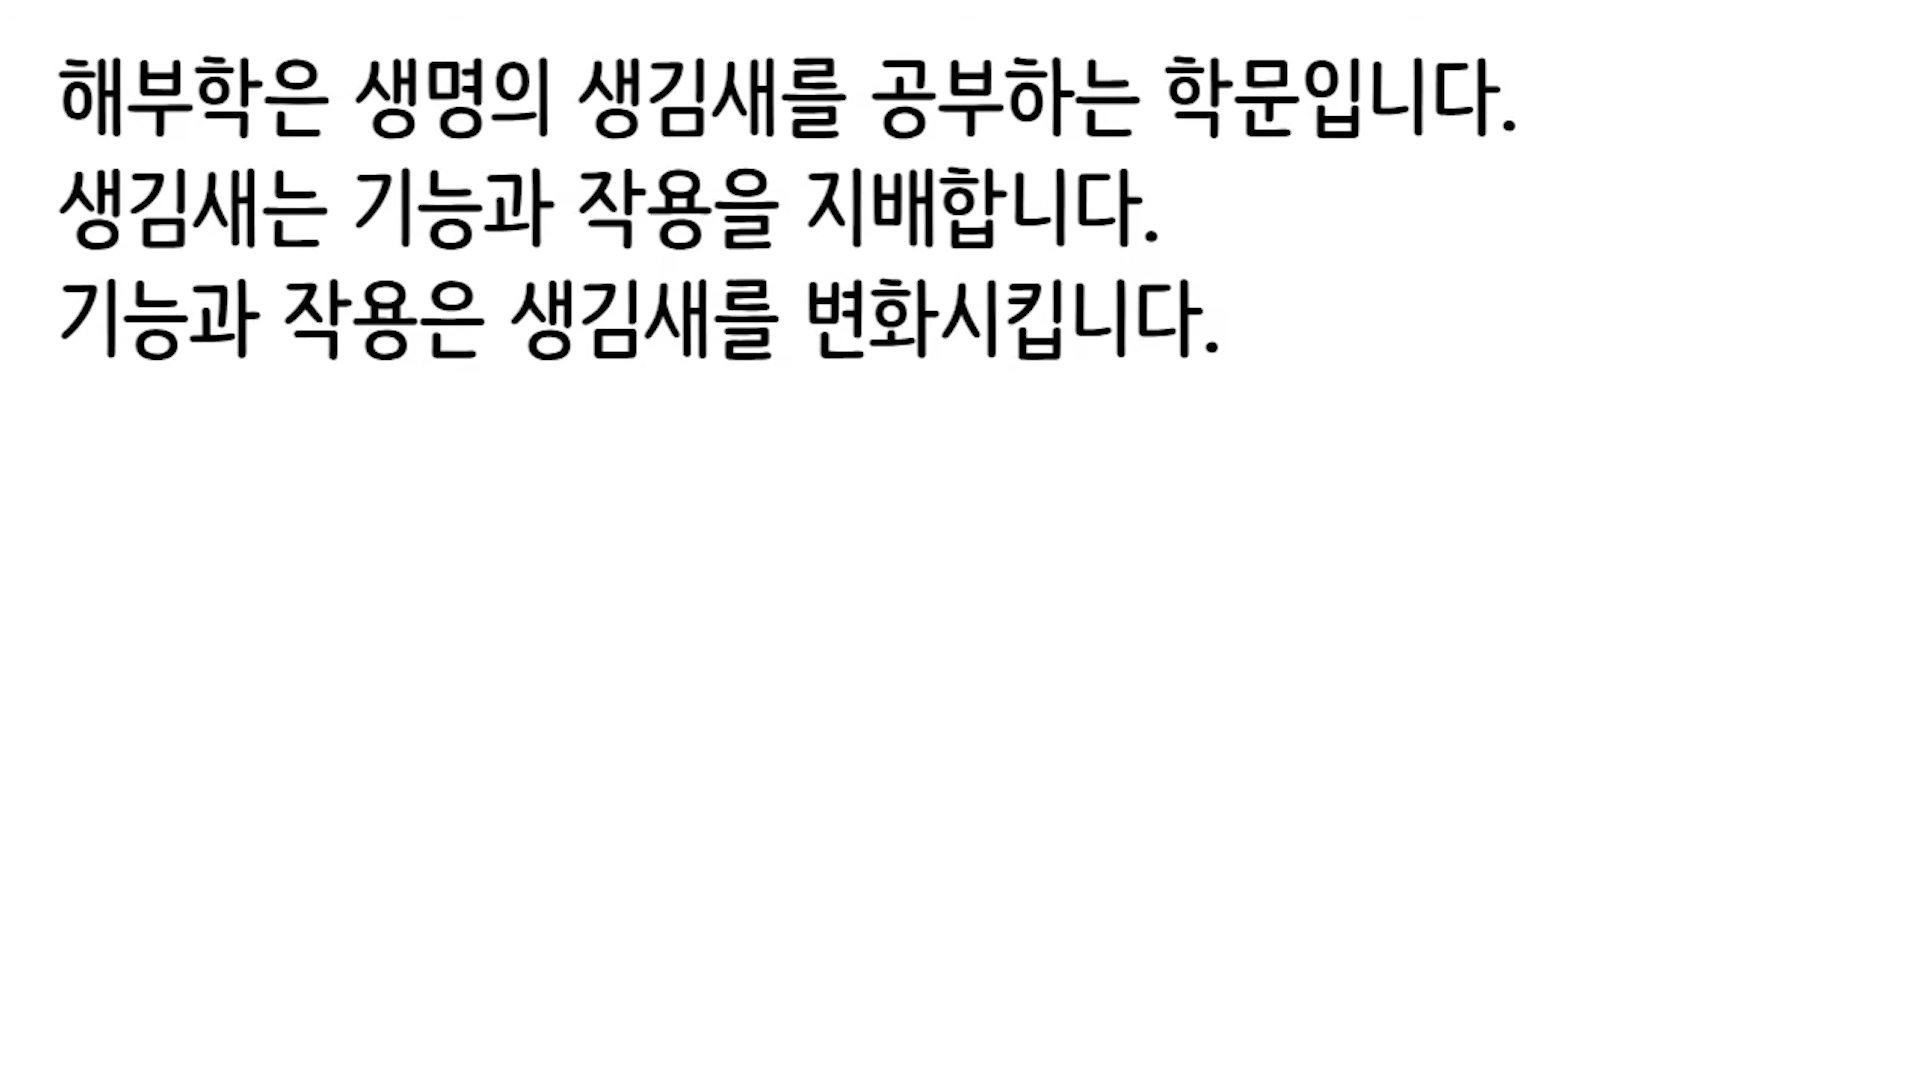 해부학은 생명의 생김새를 공부하는 학문입니다.
생김새는 기능과 작용을 지배합니다.
기능과 작용은 생김새를 변화시킵니다.